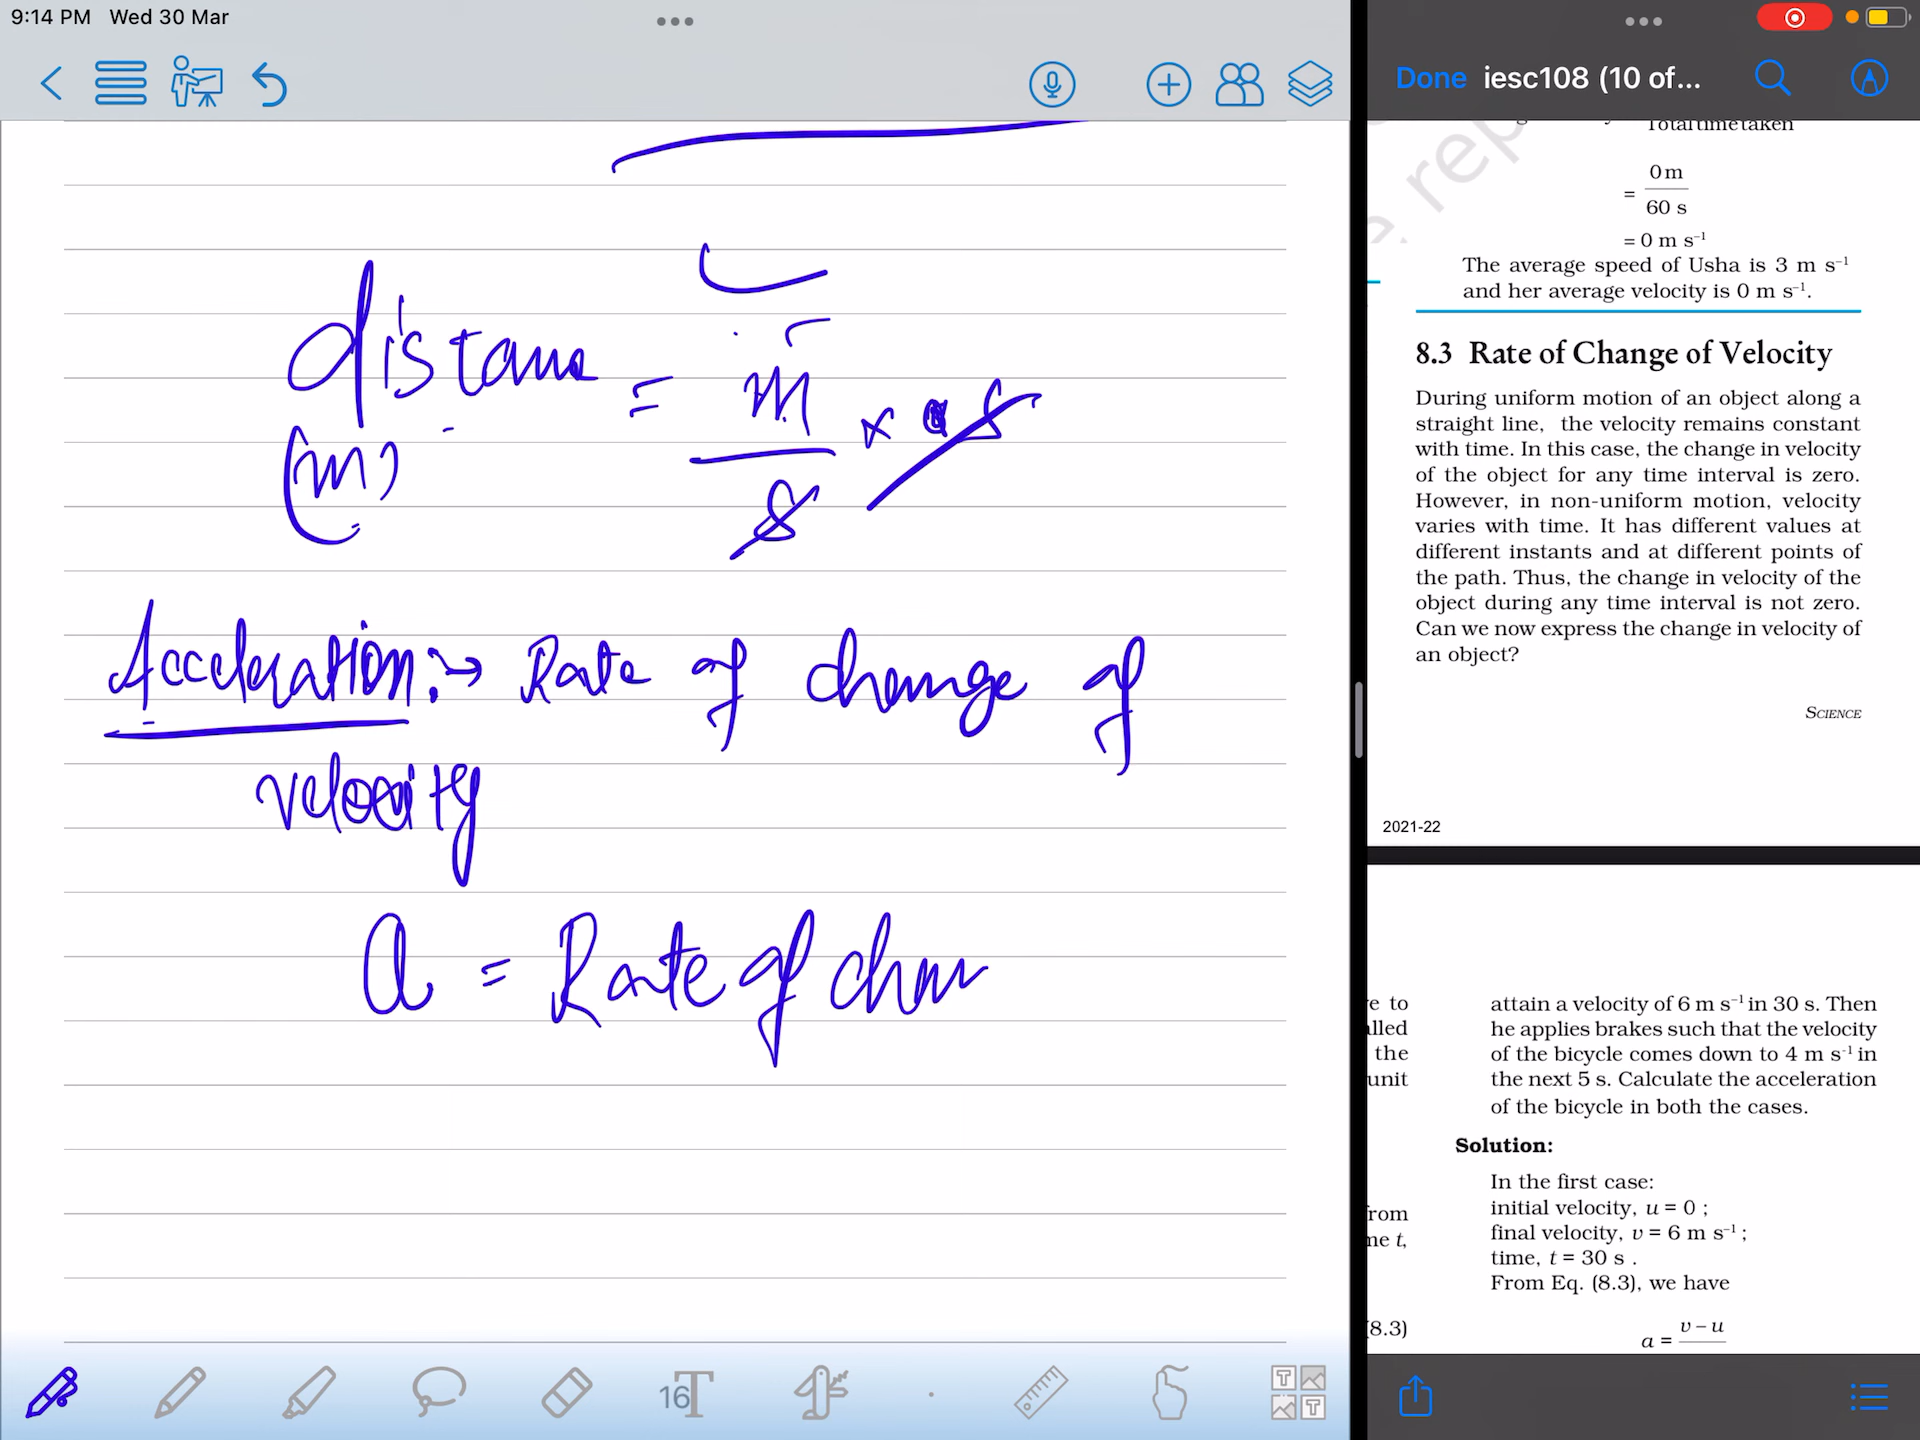 9:14 PM Wed 30 Mar
Done iesc108 (10 of...
distanc = m/s × s
(m)
Acceleration :→ Rate of change of
velocity
a = Rate of chan
16
Total time taken
= 0 m / 60 s
= 0 m s⁻¹
The average speed of Usha is 3 m s⁻¹
and her average velocity is 0 m s⁻¹.
8.3 Rate of Change of Velocity
During uniform motion of an object along a
straight line, the velocity remains constant
with time. In this case, the change in velocity
of the object for any time interval is zero.
However, in non-uniform motion, velocity
varies with time. It has different values at
different instants and at different points of
the path. Thus, the change in velocity of the
object during any time interval is not zero.
Can we now express the change in velocity of
an object?
SCIENCE
2021-22
e to
lled
the
unit
rom
ne t,
8.3)
attain a velocity of 6 m s⁻¹ in 30 s. Then
he applies brakes such that the velocity
of the bicycle comes down to 4 m s⁻¹ in
the next 5 s. Calculate the acceleration
of the bicycle in both the cases.
Solution:
In the first case:
initial velocity, u = 0 ;
final velocity, v = 6 m s⁻¹ ;
time, t = 30 s .
From Eq. (8.3), we have
a = v – u